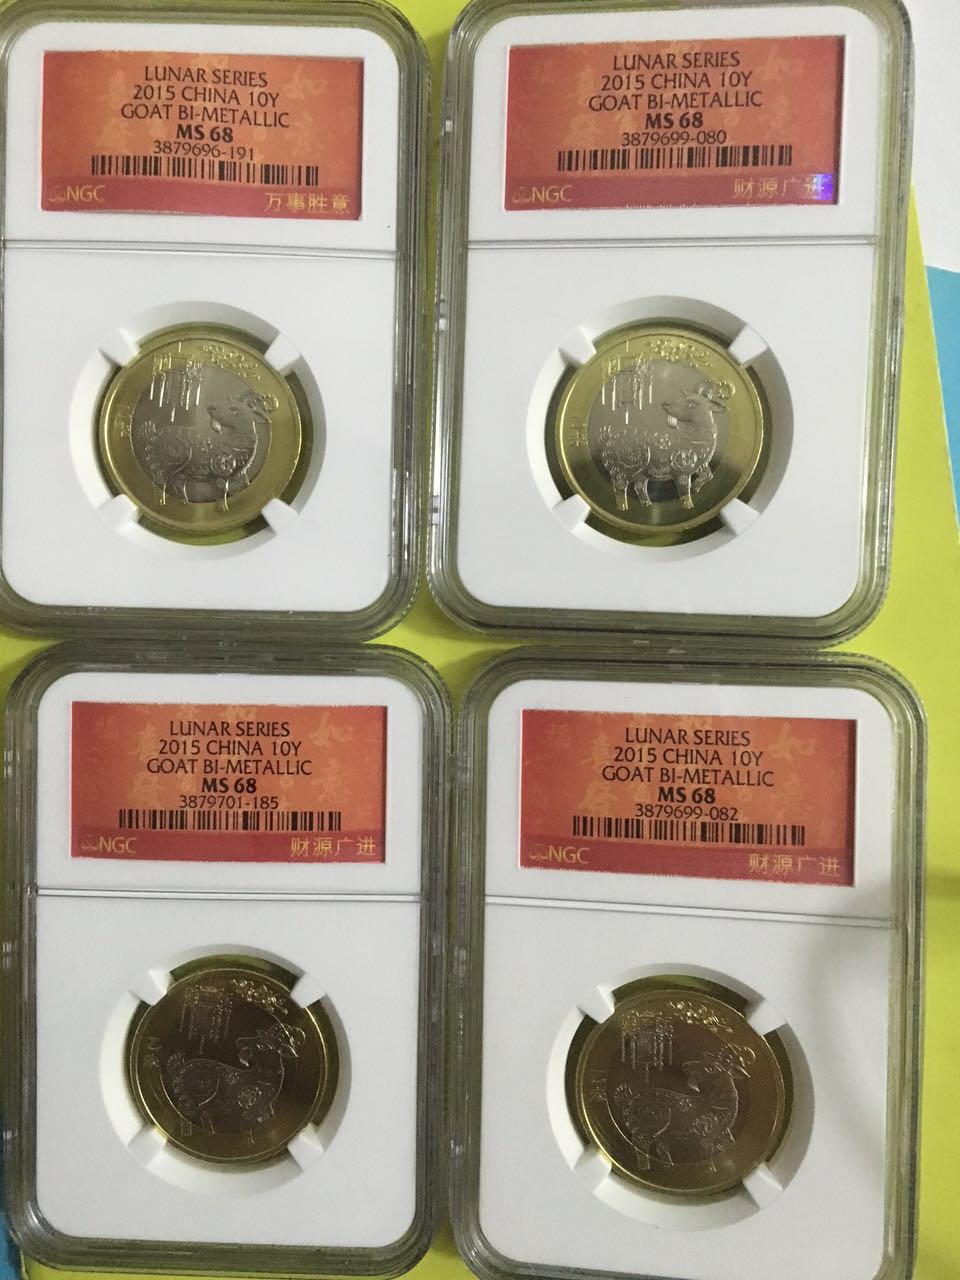 LUNAR SERIES
2015 CHINA 10Y
GOAT BI-METALLIC
MS 68
3879696-191
NGC
万事胜意
LUNAR SERIES
2015 CHINA 10Y
GOAT BI-METALLIC
MS 68
3879699-080
NGC
财源广进
LUNAR SERIES
2015 CHINA 10Y
GOAT BI-METALLIC
MS 68
3879701-185
NGC
财源广进
LUNAR SERIES
2015 CHINA 10Y
GOAT BI-METALLIC
MS 68
3879699-082
NGC
财源广进